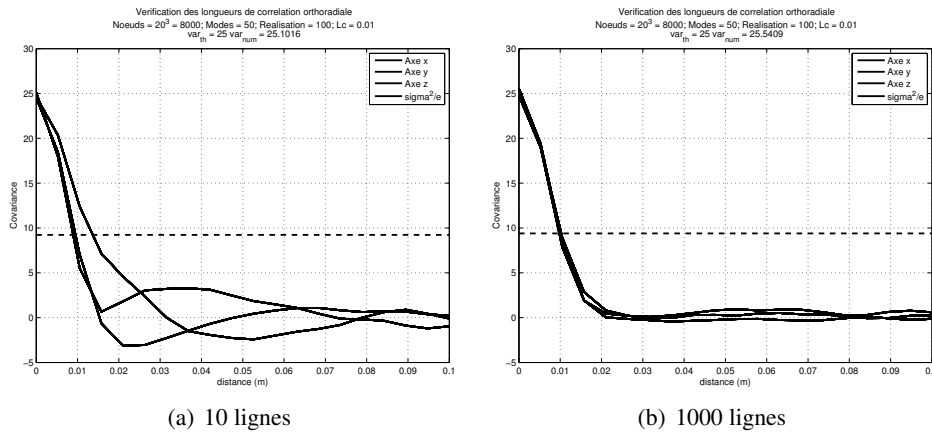 Verification des longueurs de correlation orthoradiale
Noeuds = 20³ = 8000; Modes = 50; Realisation = 100; Lc = 0.01
var_th = 25 var_num = 25.1016
30
25
20
15
10
5
0
−5
Covariance
0 0.01 0.02 0.03 0.04 0.05 0.06 0.07 0.08 0.09 0.1
distance (m)
Axe x
Axe y
Axe z
sigma²/e
(a) 10 lignes
Verification des longueurs de correlation orthoradiale
Noeuds = 20³ = 8000; Modes = 50; Realisation = 100; Lc = 0.01
var_th = 25 var_num = 25.5409
30
25
20
15
10
5
0
−5
Covariance
0 0.01 0.02 0.03 0.04 0.05 0.06 0.07 0.08 0.09 0.1
distance (m)
Axe x
Axe y
Axe z
sigma²/e
(b) 1000 lignes